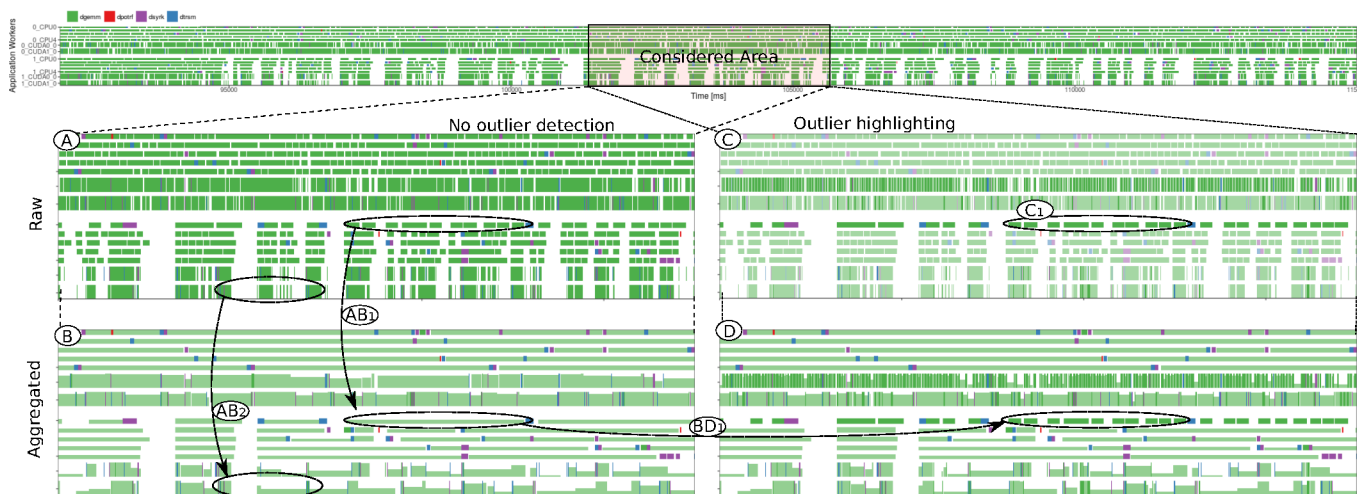 dgemm dpotrf dsyrk dtrsm
Application Workers
0_CPU0
0_CPU4
0_CUDA0_0
0_CUDA1_0
1_CPU0
1_CPU4
1_CUDA1_0
Considered Area
95000 100000 105000 110000
Time [ms]
A No outlier detection C Outlier highlighting
Raw
C1
AB1
B D
Aggregated
AB2
BD1